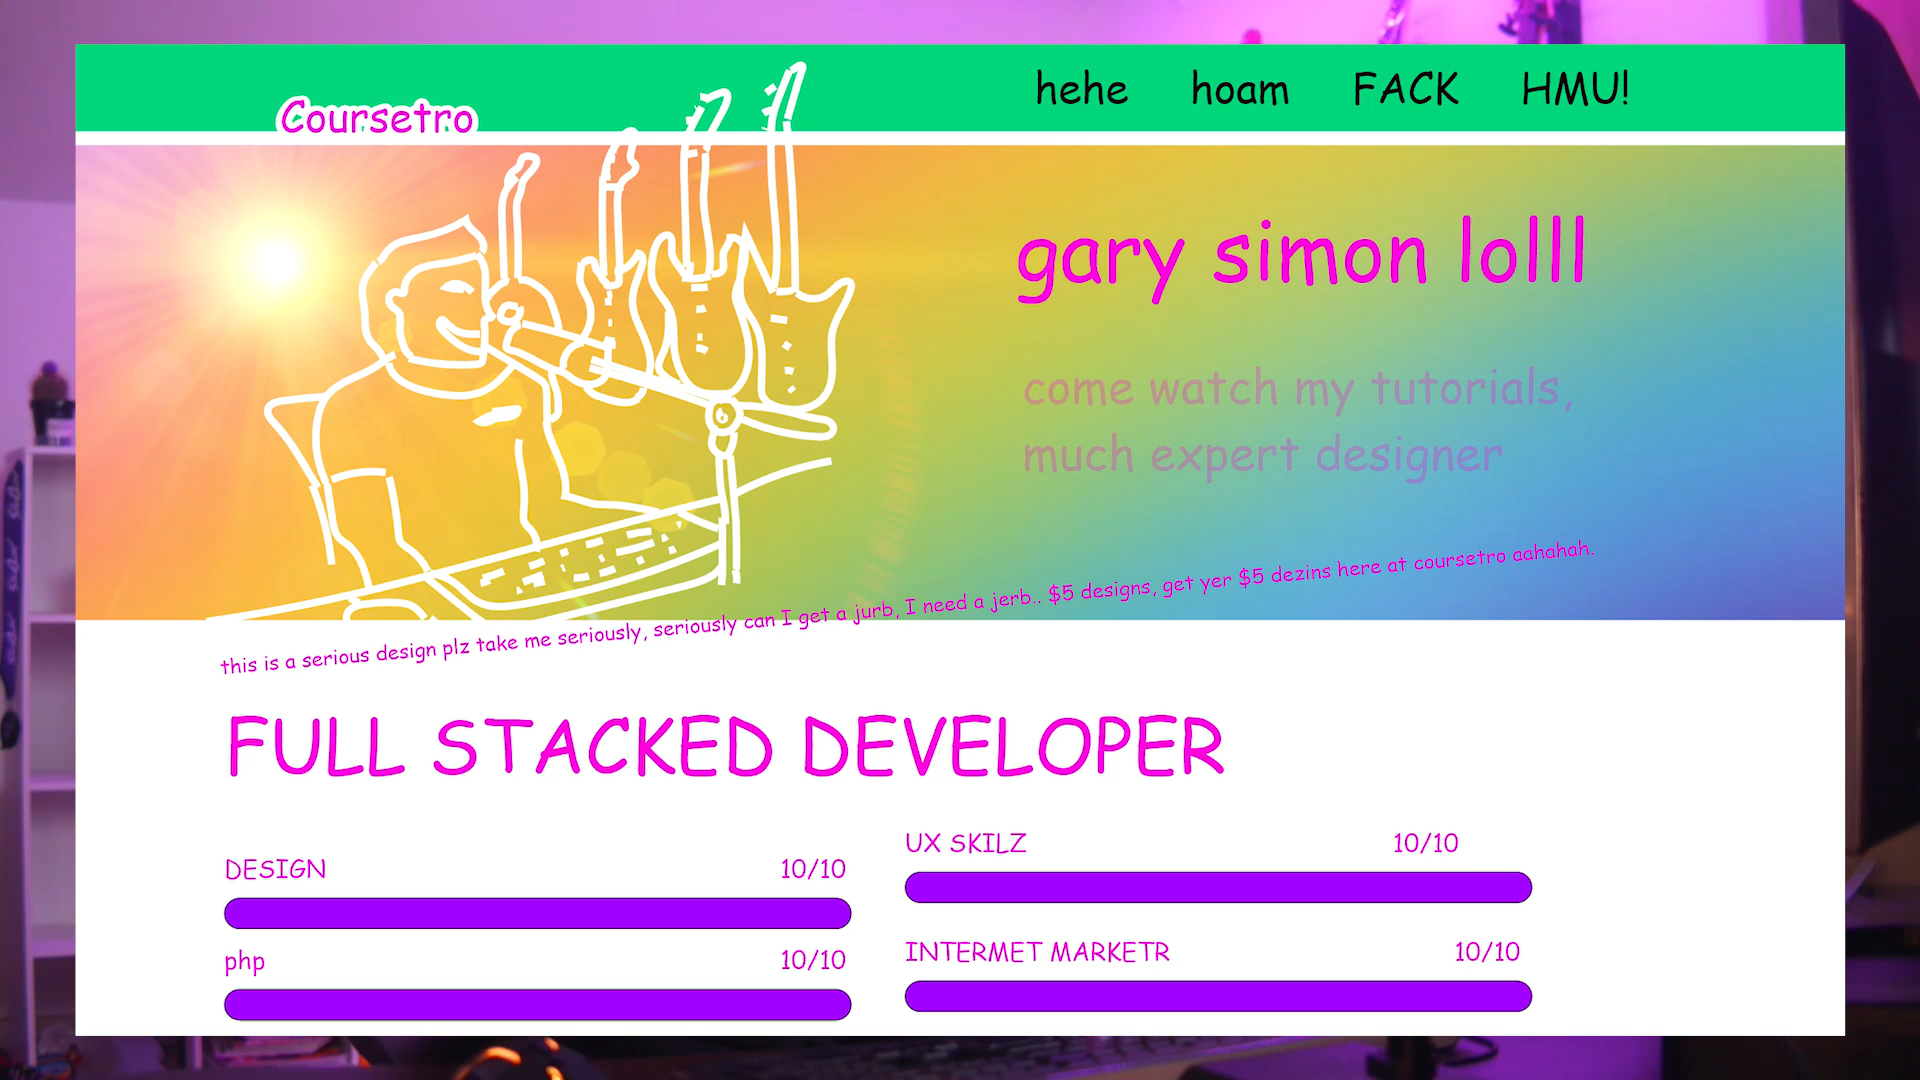 Coursetro
hehe hoam FACK HMU!
gary simon lolll
come watch my tutorials,
much expert designer
this is a serious design plz take me seriously, seriously can I get a jurb, I need a jerb.. $5 designs, get yer $5 dezins here at coursetro aahahah.
FULL STACKED DEVELOPER
DESIGN 10/10
php 10/10
UX SKILZ 10/10
INTERMET MARKETR 10/10